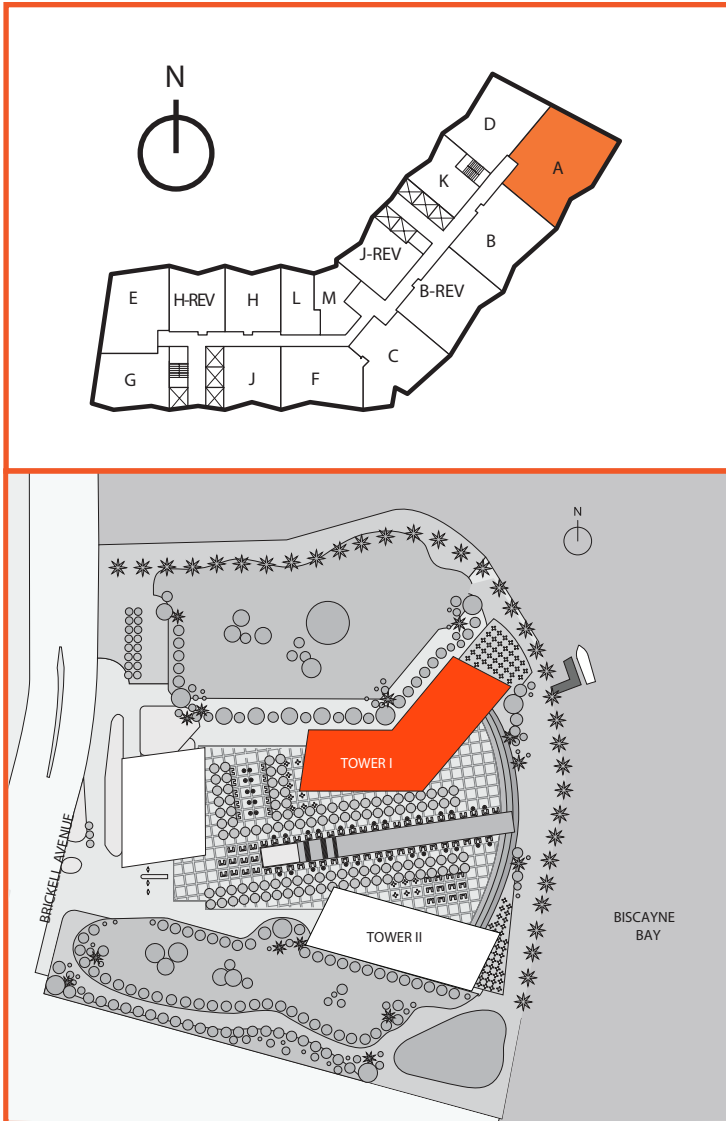 N
D
A
K
B
J-REV
B-REV
E
H-REV
H
L
M
C
G
J
F
N
TOWER I
BRICKELL AVENUE
TOWER II
BISCAYNE
BAY